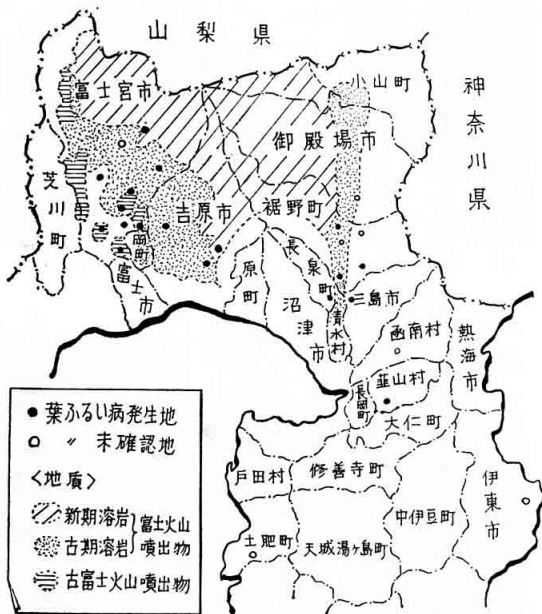 山梨県
神奈川県
富士宮市
小山町
御殿場市
芝川町
吉原市
裾野町
鷹岡町
富士市
原町
沼津市
長泉町
清水村
三島市
函南村
熱海市
韮山村
長岡町
大仁町
戸田村
修善寺町
中伊豆町
伊東市
土肥町
天城湯ヶ島町
● 葉ふるい病発生地
○ 〃 未確認地
<地質>
新期溶岩
古期溶岩
富士火山噴出物
古富士火山噴出物